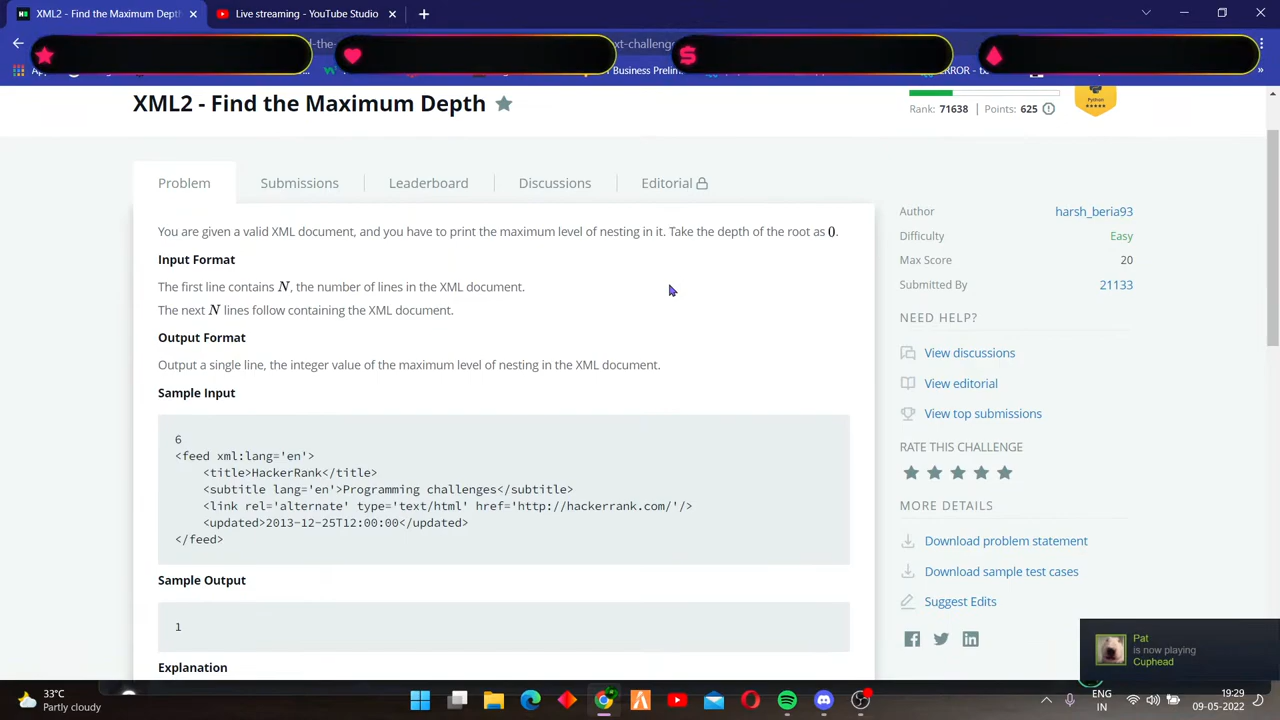 XML2 - Find the Maximum Depth
Live streaming - YouTube Studio
XML2 - Find the Maximum Depth
Rank: 71638 | Points: 625
Python
Problem
Submissions
Leaderboard
Discussions
Editorial
You are given a valid XML document, and you have to print the maximum level of nesting in it. Take the depth of the root as 0.
Input Format
The first line contains N, the number of lines in the XML document.
The next N lines follow containing the XML document.
Output Format
Output a single line, the integer value of the maximum level of nesting in the XML document.
Sample Input
6
<feed xml:lang='en'>
<title>HackerRank</title>
<subtitle lang='en'>Programming challenges</subtitle>
<link rel='alternate' type='text/html' href='http://hackerrank.com/'/>
<updated>2013-12-25T12:00:00</updated>
</feed>
Sample Output
1
Explanation
Author harsh_beria93
Difficulty Easy
Max Score 20
Submitted By 21133
NEED HELP?
View discussions
View editorial
View top submissions
RATE THIS CHALLENGE
MORE DETAILS
Download problem statement
Download sample test cases
Suggest Edits
Pat
is now playing
Cuphead
33°C
Partly cloudy
ENG
IN
19:29
09-05-2022